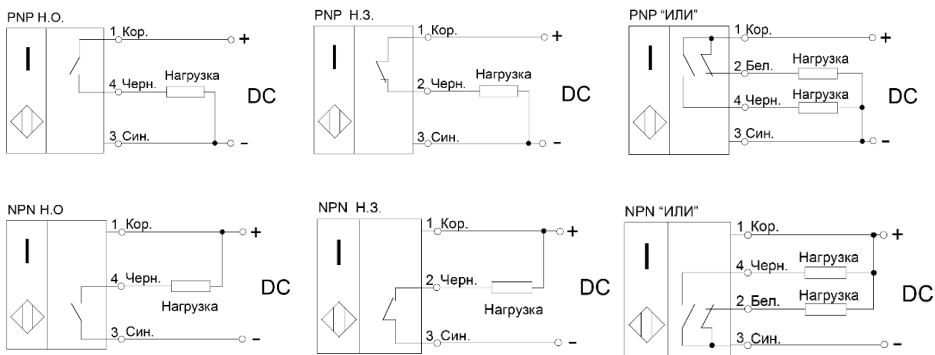 PNP Н.О.
1 Кор.
+
Нагрузка
4 Черн.
DC
3 Син.
-
PNP Н.З.
1 Кор.
+
Нагрузка
2 Черн.
DC
3 Син.
-
PNP “ИЛИ”
1 Кор.
+
Нагрузка
2 Бел.
Нагрузка
DC
4 Черн.
3 Син.
-
NPN Н.О
1 Кор.
+
4 Черн.
Нагрузка
DC
3 Син.
-
NPN Н.З.
1 Кор.
+
2 Черн.
Нагрузка
DC
3 Син.
-
NPN “ИЛИ”
1 Кор.
+
Нагрузка
4 Черн.
Нагрузка
DC
2 Бел.
3 Син.
-